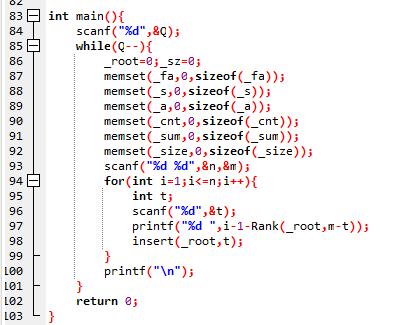 82
83 int main(){
84 scanf("%d",&Q);
85 while(Q--){
86 _root=0;_sz=0;
87 memset(_fa,0,sizeof(_fa));
88 memset(_s,0,sizeof(_s));
89 memset(_a,0,sizeof(_a));
90 memset(_cnt,0,sizeof(_cnt));
91 memset(_sum,0,sizeof(_sum));
92 memset(_size,0,sizeof(_size));
93 scanf("%d %d",&n,&m);
94 for(int i=1;i<=n;i++){
95 int t;
96 scanf("%d",&t);
97 printf("%d ",i-1-Rank(_root,m-t));
98 insert(_root,t);
99 }
100 printf("\n");
101 }
102 return 0;
103 }